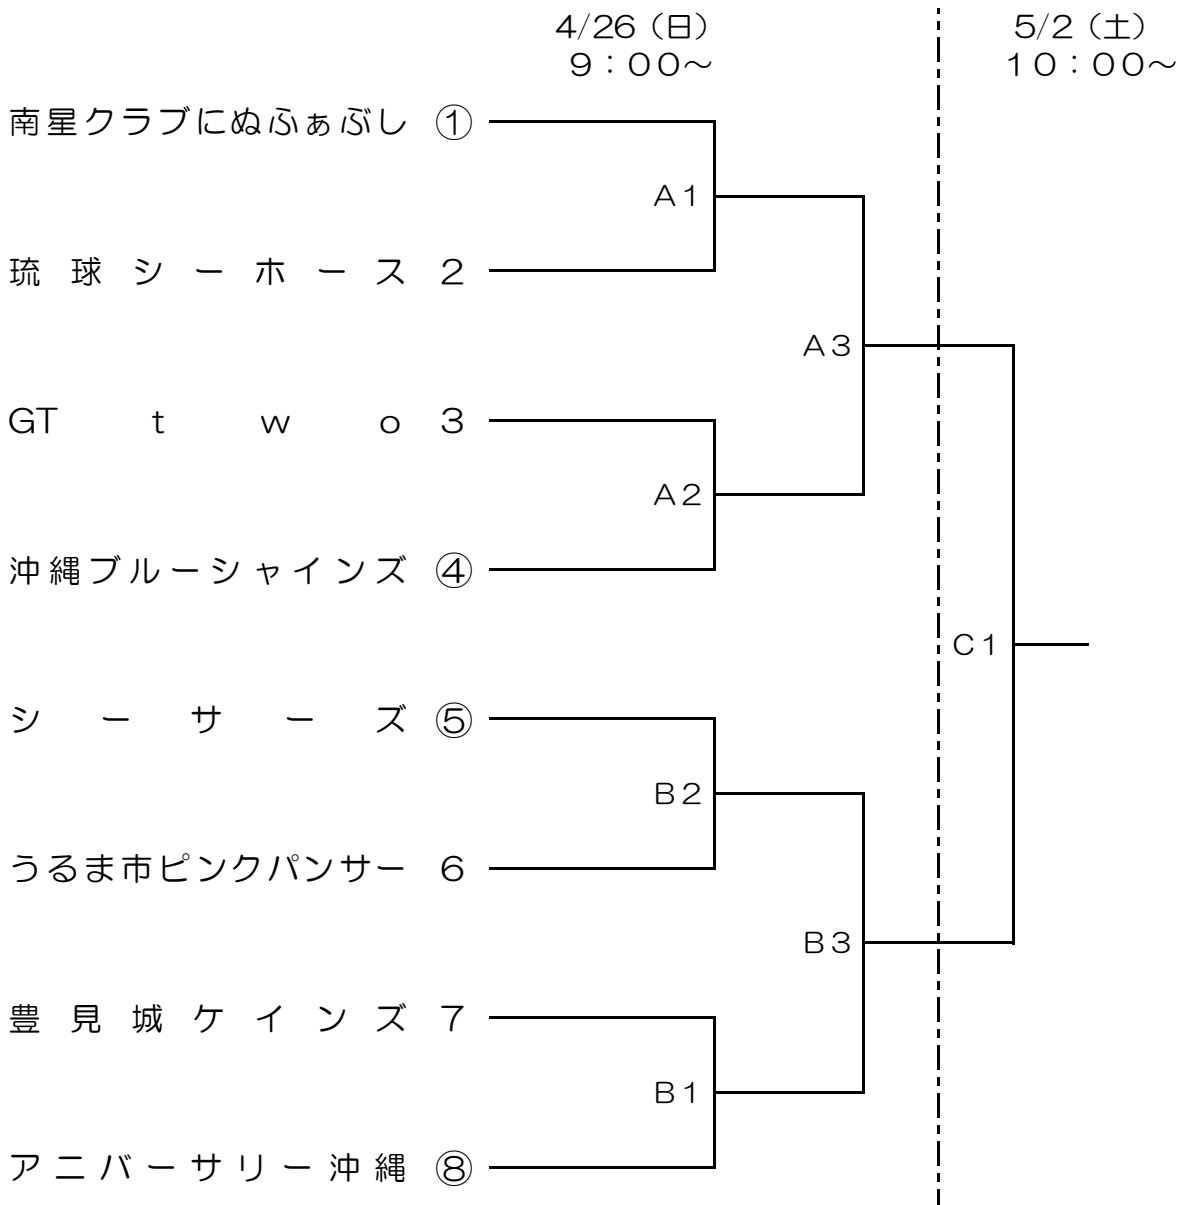 4/26（日）
9：00～
5/2（土）
10：00～
南星クラブにぬふぁぶし ①
A1
琉球シーホース 2
A3
GT two 3
A2
沖縄ブルーシャインズ ④
C1
シーサーズ ⑤
B2
うるま市ピンクパンサー 6
B3
豊見城ケインズ 7
B1
アニバーサリー沖縄 ⑧